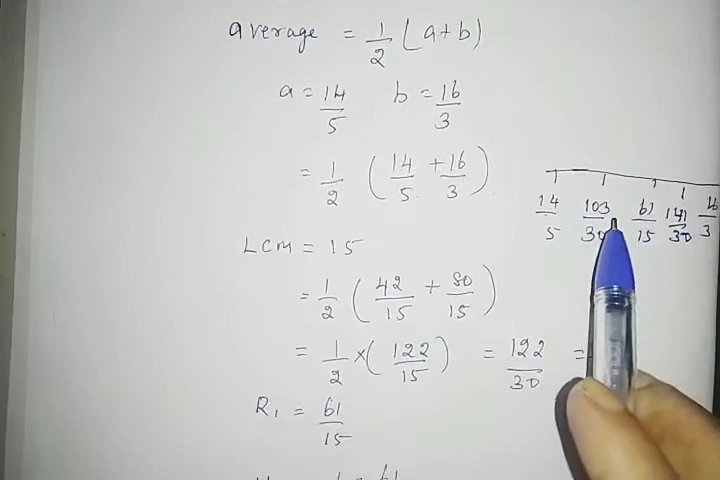 average = 1/2 (a+b)
a = 14/5   b = 16/3
= 1/2 (14/5 + 16/3)
14/5   103/30   61/15   141/30   16/3
LCM = 15
= 1/2 (42/15 + 80/15)
= 1/2 × (122/15) = 122/30 =
R1 = 61/15